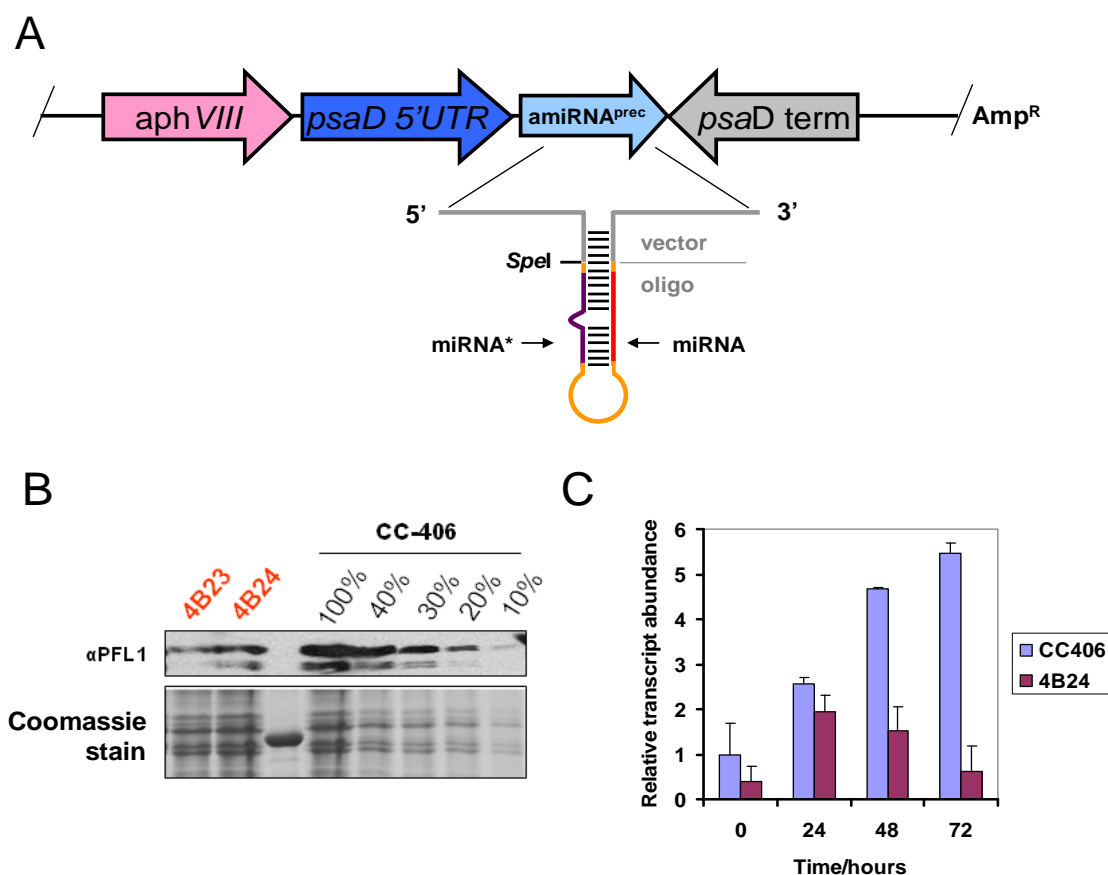 A
aphVIII
psaD 5'UTR
amiRNAprec
psaD term
AmpR
5'
3'
vector
SpeI
oligo
miRNA*
miRNA
B
CC-406
4B23
4B24
100%
40%
30%
20%
10%
αPFL1
Coomassie
stain
C
Relative transcript abundance
6
5
4
3
2
1
0
0
24
48
72
Time/hours
CC406
4B24